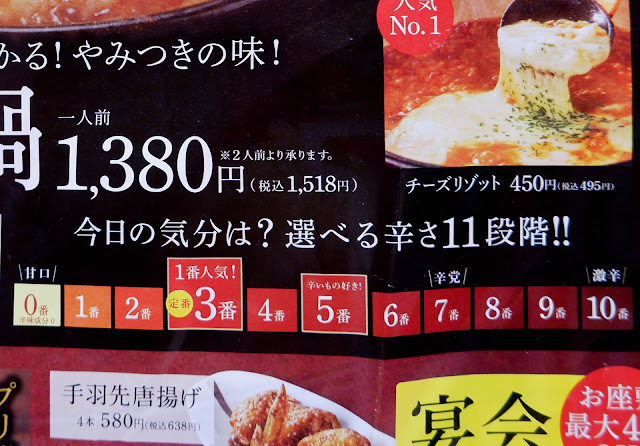 人気
No.1
かる！やみつきの味！
鍋
一人前
1,380円（税込1,518円）
※２人前より承ります。
チーズリゾット 450円（税込495円）
今日の気分は？選べる辛さ11段階!!
甘口
0番
辛味成分0
1番
2番
1番人気！
定番
3番
4番
辛いもの好き！
5番
6番
辛党
7番
8番
9番
激辛
10番
手羽先唐揚げ
4本 580円（税込638円）
宴会
お座
最大4